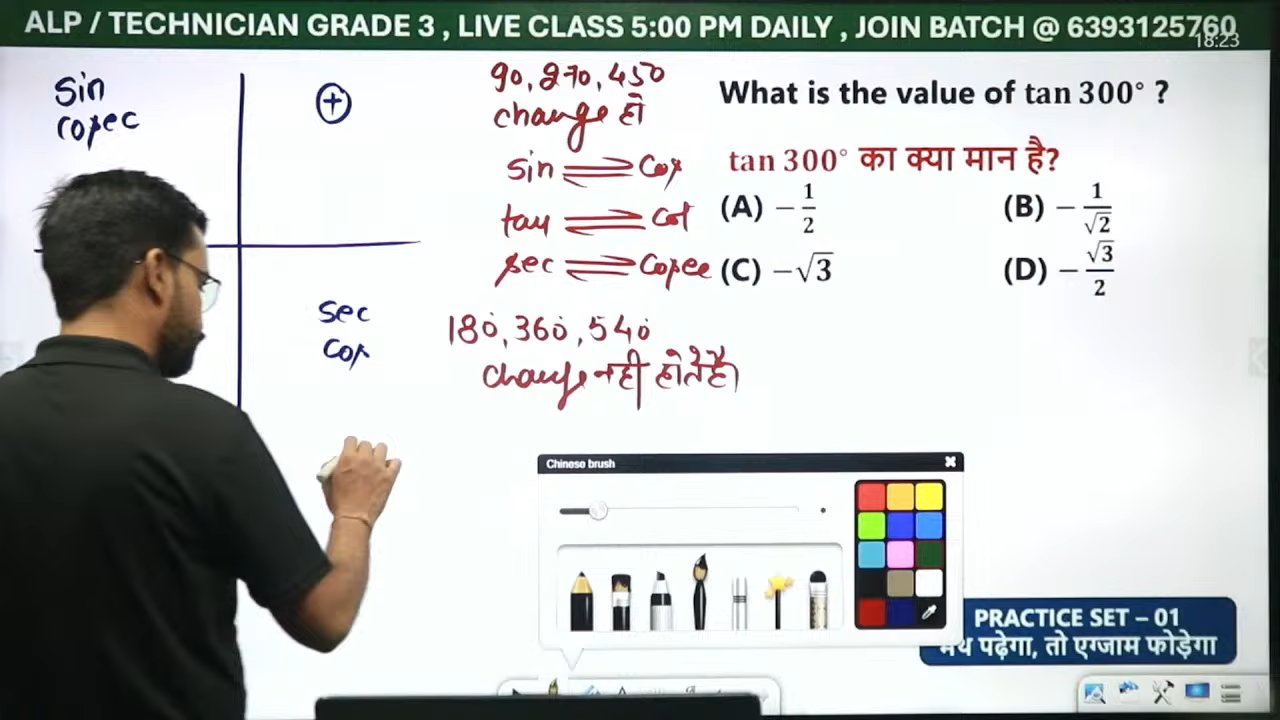 ALP / TECHNICIAN GRADE 3 , LIVE CLASS 5:00 PM DAILY , JOIN BATCH @ 6393125760
18:23
sin
cosec
+
sec
cos
90, 270, 450
change हो
sin ⇌ cos
tan ⇌ cot
sec ⇌ cosec
180, 360, 540
change नही होते है।
What is the value of tan 300° ?
tan 300° का क्या मान है?
(A) −1/2
(B) −1/√2
(C) −√3
(D) −√3/2
Chinese brush
PRACTICE SET – 01
मैथ पढ़ेगा, तो एग्जाम फोड़ेगा